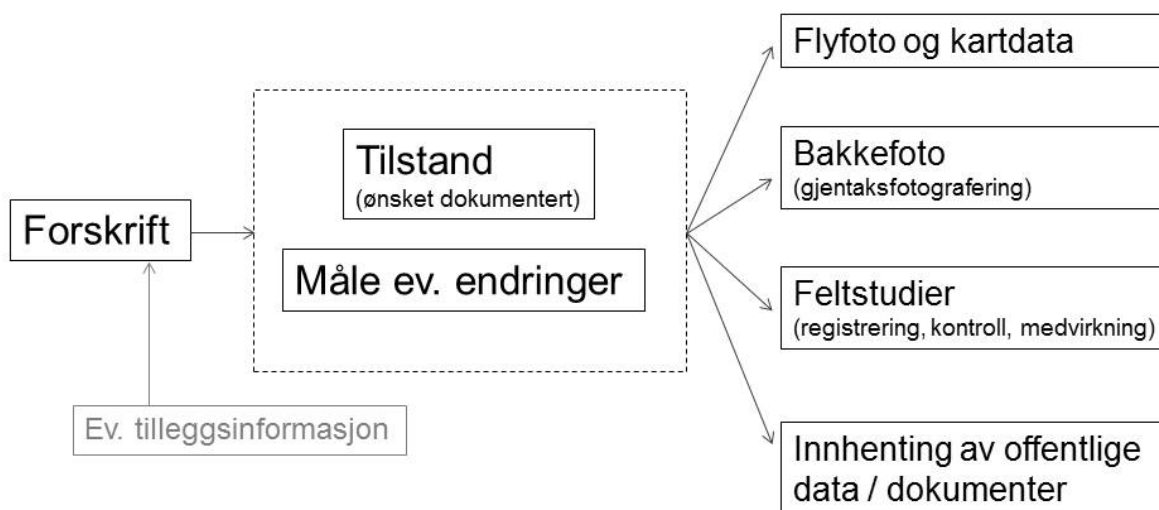 Forskrift
Ev. tilleggsinformasjon
Tilstand
(ønsket dokumentert)
Måle ev. endringer
Flyfoto og kartdata
Bakkefoto
(gjentaksfotografering)
Feltstudier
(registrering, kontroll, medvirkning)
Innhenting av offentlige
data / dokumenter